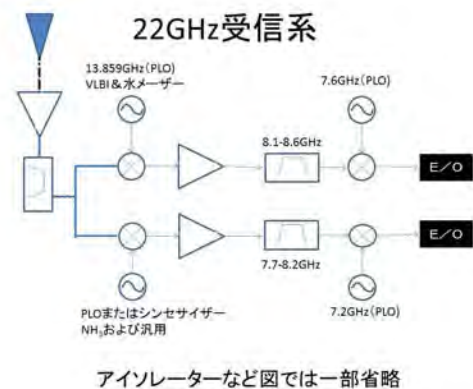 22GHz受信系
13.859GHz(PLO)
VLBI&水メーザー
7.6GHz(PLO)
8.1-8.6GHz
E/O
E/O
7.7-8.2GHz
PLOまたはシンセサイザー
NH₃および汎用
7.2GHz(PLO)
アイソレーターなど図では一部省略